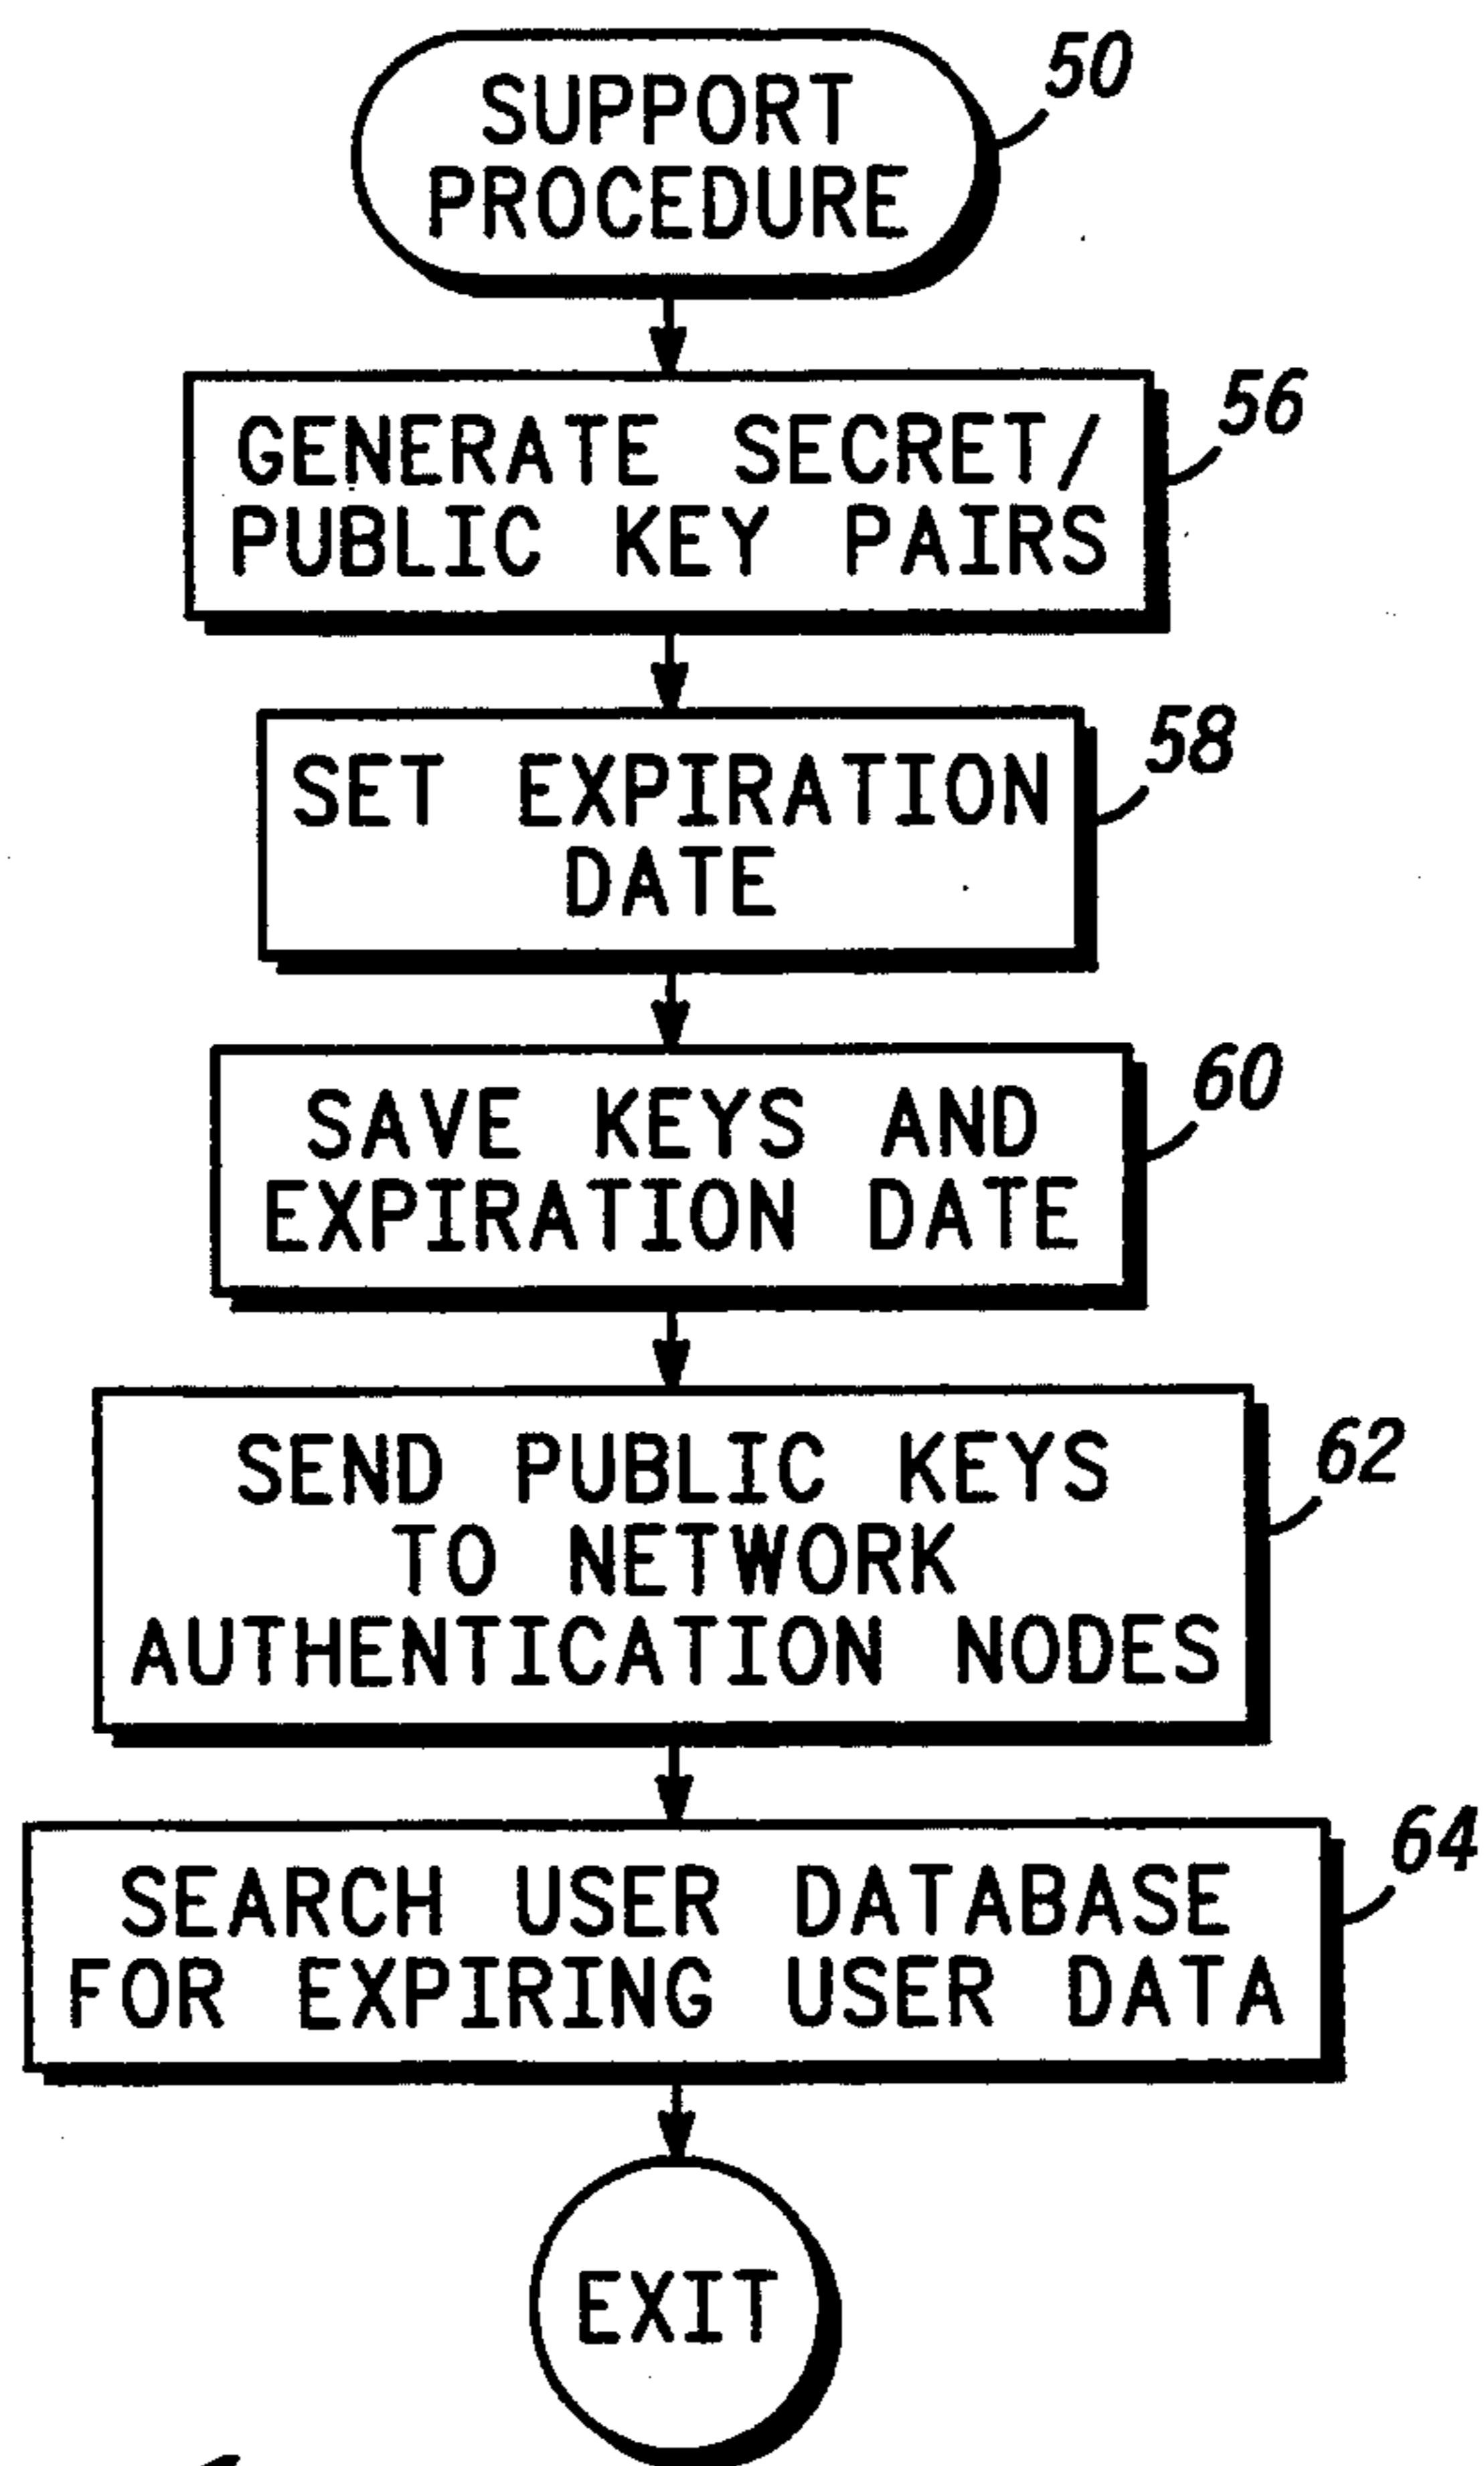 SUPPORT
PROCEDURE
50
GENERATE SECRET/
PUBLIC KEY PAIRS
56
SET EXPIRATION
DATE
58
SAVE KEYS AND
EXPIRATION DATE
60
SEND PUBLIC KEYS
TO NETWORK
AUTHENTICATION NODES
62
SEARCH USER DATABASE
FOR EXPIRING USER DATA
64
EXIT